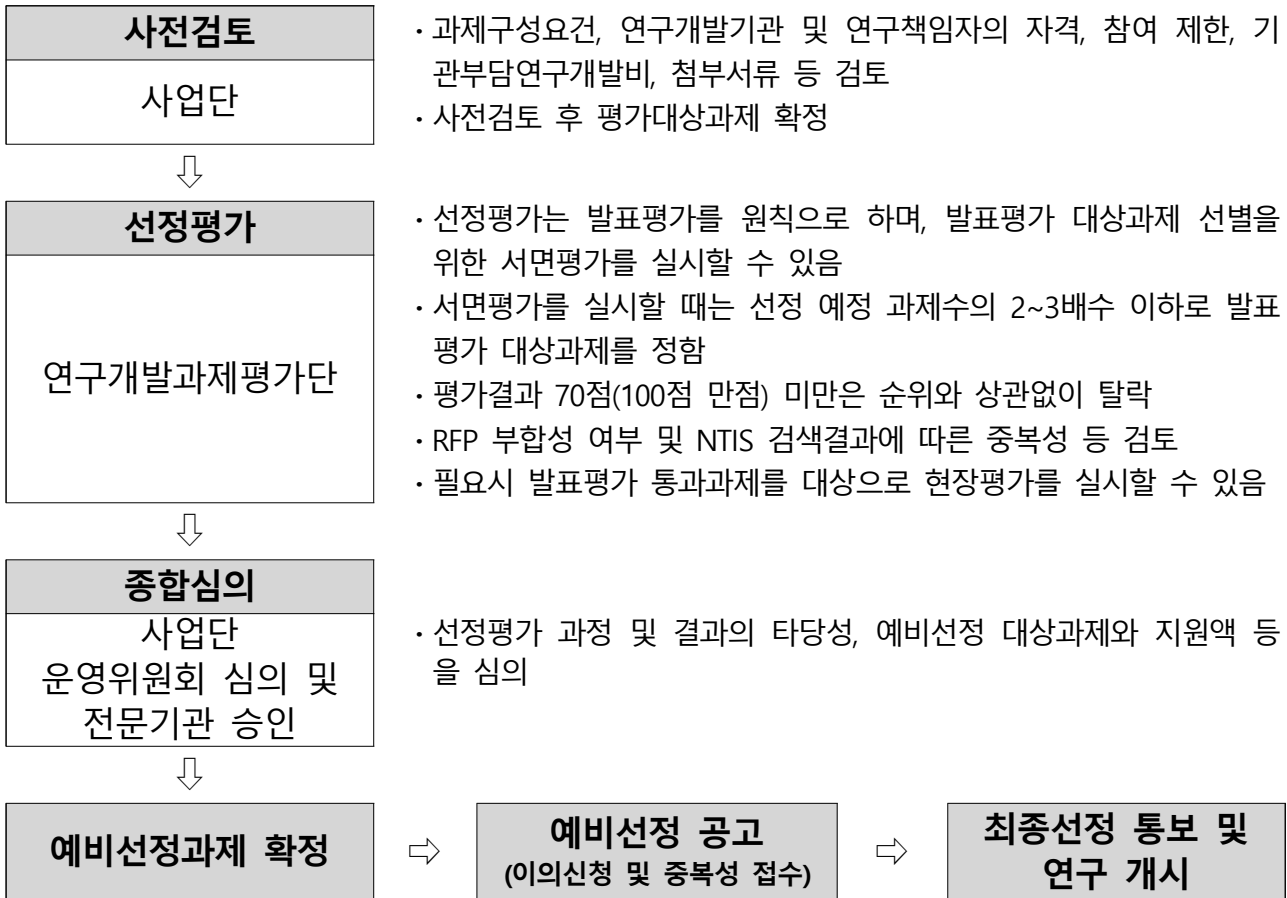 사전검토
사업단
· 과제구성요건, 연구개발기관 및 연구책임자의 자격, 참여 제한, 기
관부담연구개발비, 첨부서류 등 검토
· 사전검토 후 평가대상과제 확정
⇩
선정평가
연구개발과제평가단
· 선정평가는 발표평가를 원칙으로 하며, 발표평가 대상과제 선별을
위한 서면평가를 실시할 수 있음
· 서면평가를 실시할 때는 선정 예정 과제수의 2~3배수 이하로 발표
평가 대상과제를 정함
· 평가결과 70점(100점 만점) 미만은 순위와 상관없이 탈락
· RFP 부합성 여부 및 NTIS 검색결과에 따른 중복성 등 검토
· 필요시 발표평가 통과과제를 대상으로 현장평가를 실시할 수 있음
⇩
종합심의
사업단
운영위원회 심의 및
전문기관 승인
· 선정평가 과정 및 결과의 타당성, 예비선정 대상과제와 지원액 등
을 심의
⇩
예비선정과제 확정
⇨
예비선정 공고
(이의신청 및 중복성 접수)
⇨
최종선정 통보 및
연구 개시